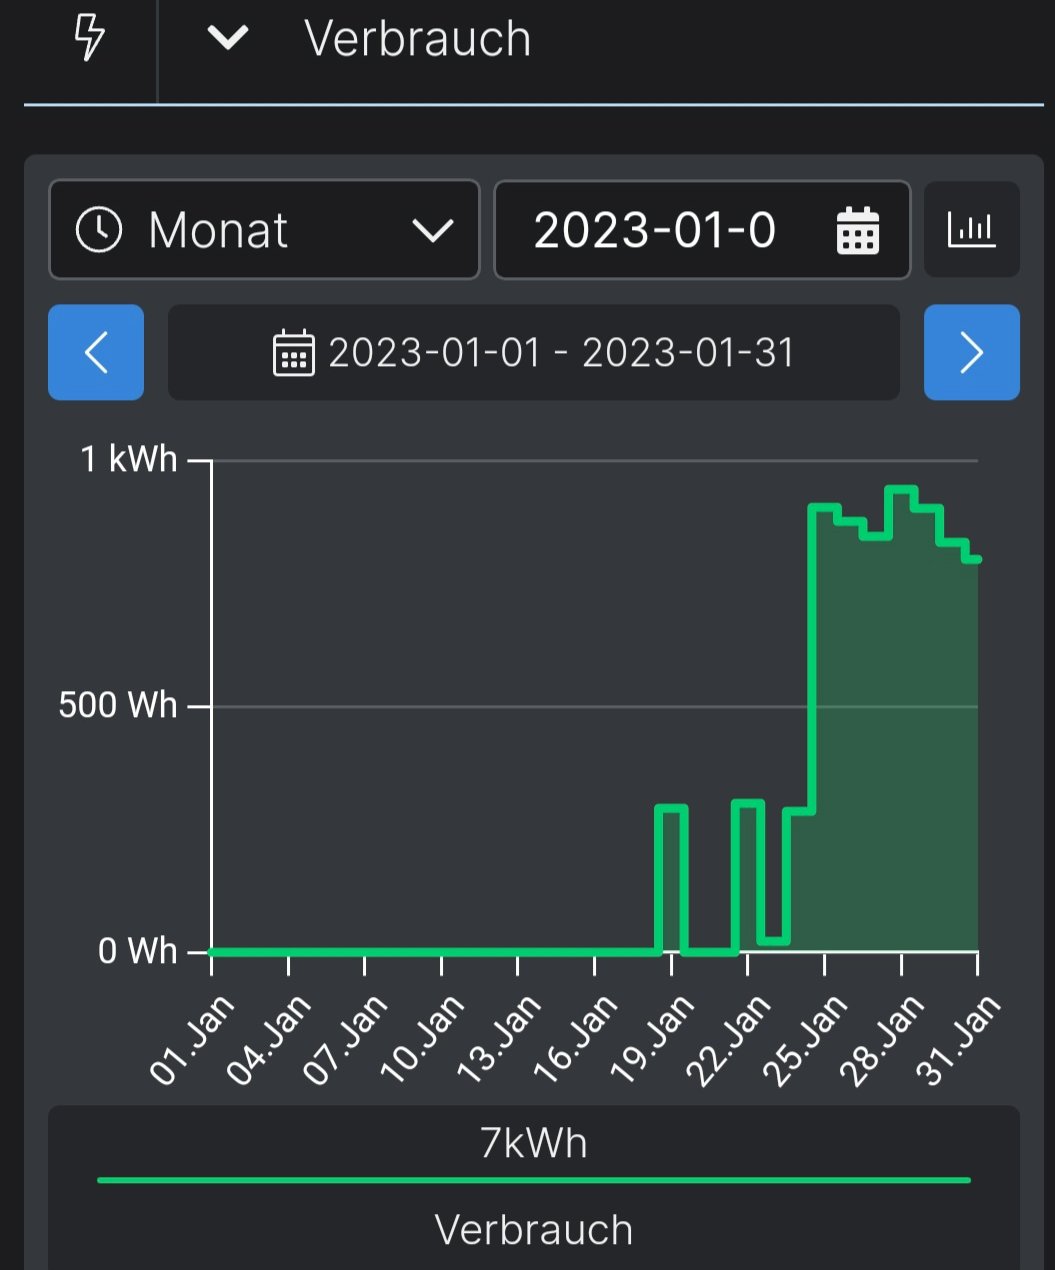 Verbrauch
Monat
2023-01-0
2023-01-01 - 2023-01-31
1 kWh
500 Wh
0 Wh
01.Jan
04.Jan
07.Jan
10.Jan
13.Jan
16.Jan
19.Jan
22.Jan
25.Jan
28.Jan
31.Jan
7kWh
Verbrauch